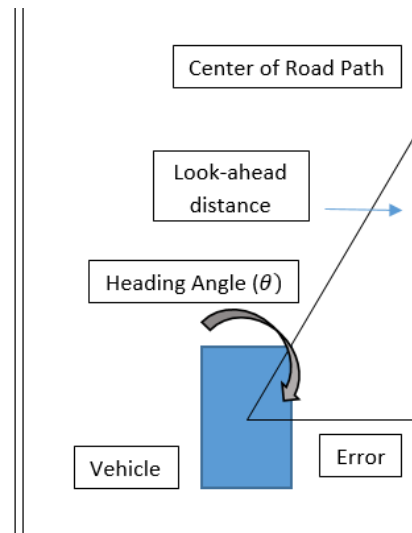 Center of Road Path
Look-ahead
distance
Heading Angle (𝜃)
Vehicle
Error